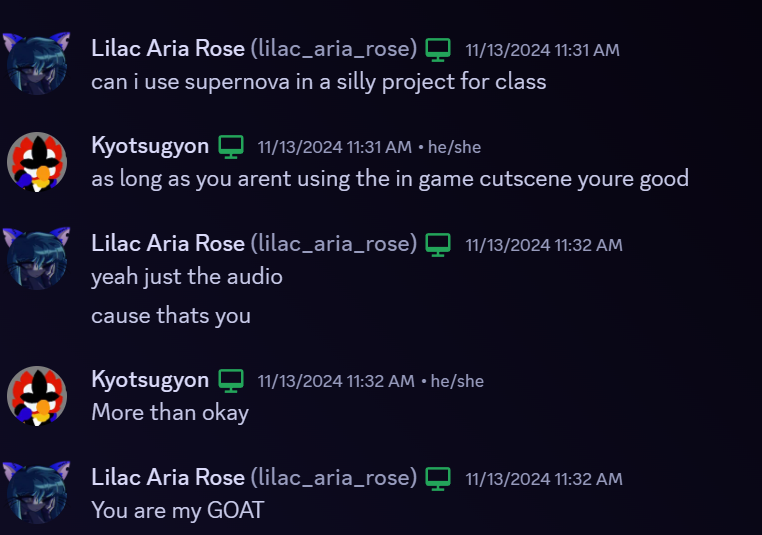 Lilac Aria Rose (lilac_aria_rose) 11/13/2024 11:31 AM
can i use supernova in a silly project for class
Kyotsugyon 11/13/2024 11:31 AM • he/she
as long as you arent using the in game cutscene youre good
Lilac Aria Rose (lilac_aria_rose) 11/13/2024 11:32 AM
yeah just the audio
cause thats you
Kyotsugyon 11/13/2024 11:32 AM • he/she
More than okay
Lilac Aria Rose (lilac_aria_rose) 11/13/2024 11:32 AM
You are my GOAT